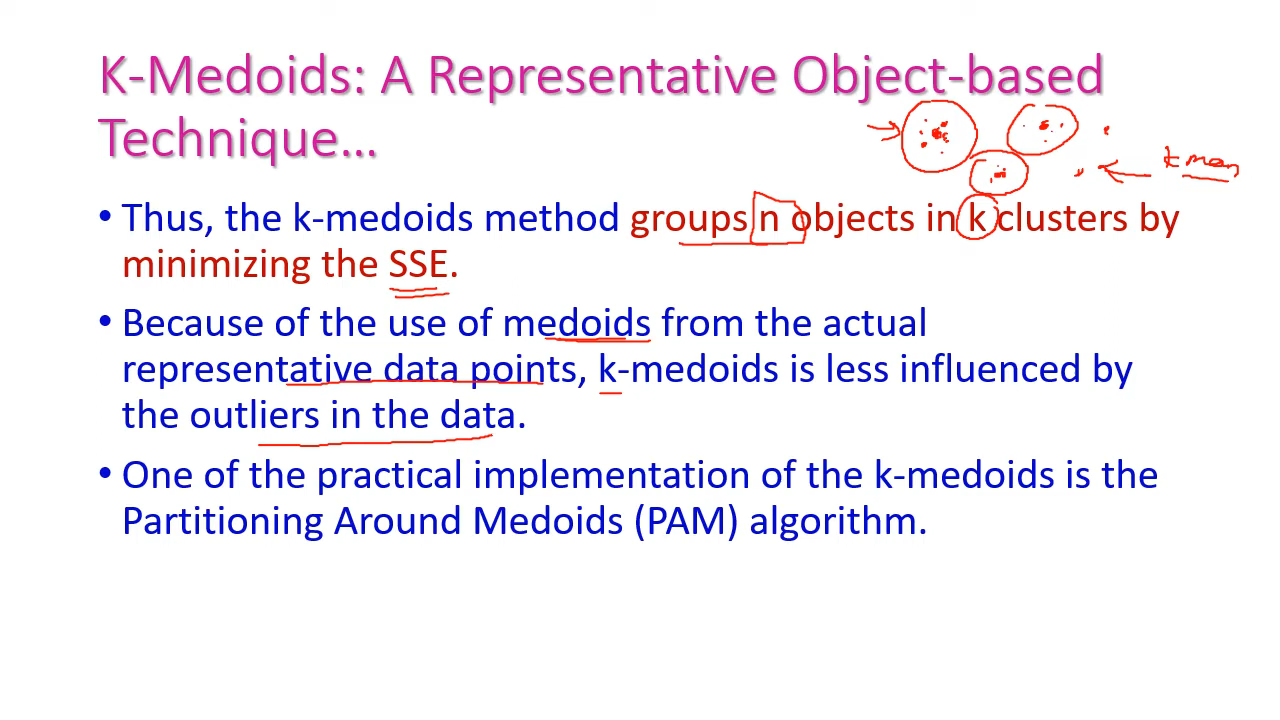 K-Medoids: A Representative Object-based
Technique…
k mean
• Thus, the k-medoids method groups n objects in k clusters by
minimizing the SSE.
• Because of the use of medoids from the actual
representative data points, k-medoids is less influenced by
the outliers in the data.
• One of the practical implementation of the k-medoids is the
Partitioning Around Medoids (PAM) algorithm.